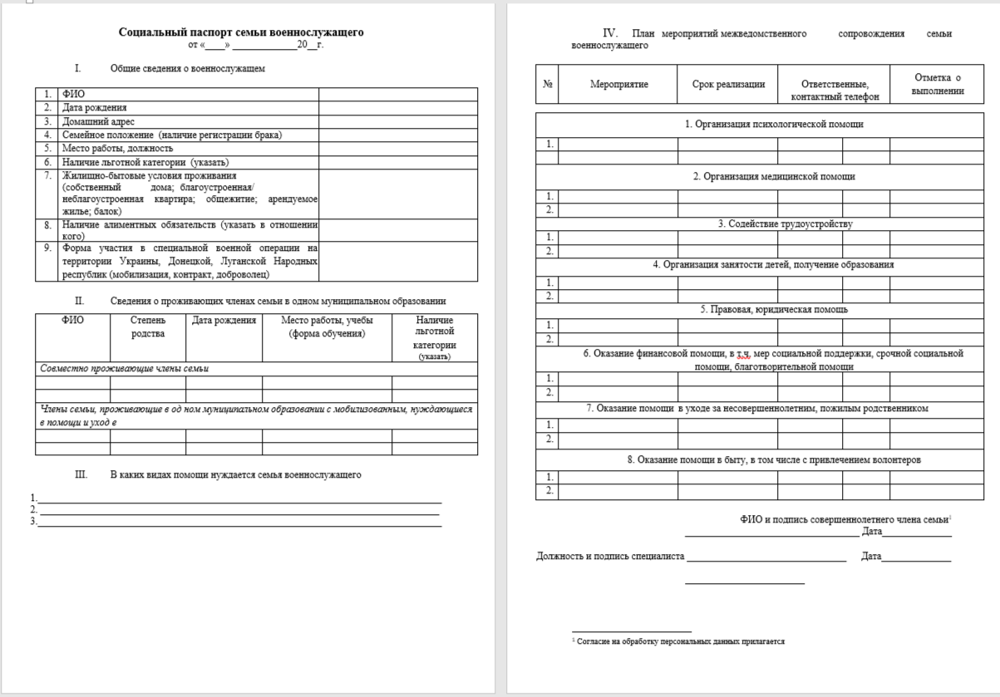 Социальный паспорт семьи военнослужащего
от «____» _____________20__г.
I. Общие сведения о военнослужащем
1. ФИО
2. Дата рождения
3. Домашний адрес
4. Семейное положение (наличие регистрации брака)
5. Место работы, должность
6. Наличие льготной категории (указать)
7. Жилищно-бытовые условия проживания
(собственный дома; благоустроенная/
неблагоустроенная квартира; общежитие; арендуемое
жилье; балок)
8. Наличие алиментных обязательств (указать в отношении
кого)
9. Форма участия в специальной военной операции на
территории Украины, Донецкой, Луганской Народных
республик (мобилизация, контракт, доброволец)
II. Сведения о проживающих членах семьи в одном муниципальном образовании
ФИО Степень Дата рождения Место работы, учебы Наличие
родства (форма обучения) льготной
категории
(указать)
Совместно проживающие члены семьи
Члены семьи, проживающие в од ном муниципальном образовании с мобилизованным, нуждающиеся
в помощи и уход е
III. В каких видах помощи нуждается семья военнослужащего
1.
2.
3.
IV. План мероприятий межведомственного сопровождения семьи
военнослужащего
№ Мероприятие Срок реализации Ответственные, Отметка о
контактный телефон выполнении
1. Организация психологической помощи
1.
2. Организация медицинской помощи
1.
2.
3. Содействие трудоустройству
1.
2.
4. Организация занятости детей, получение образования
1.
2.
5. Правовая, юридическая помощь
1.
2.
6. Оказание финансовой помощи, в т.ч. мер социальной поддержки, срочной социальной
помощи, благотворительной помощи
1.
2.
7. Оказание помощи в уходе за несовершеннолетним, пожилым родственником
1.
2.
8. Оказание помощи в быту, в том числе с привлечением волонтеров
1.
2.
ФИО и подпись совершеннолетнего члена семьи¹
___________________________________ Дата______________
Должность и подпись специалиста ________________________________ Дата______________
¹ Согласие на обработку персональных данных прилагается